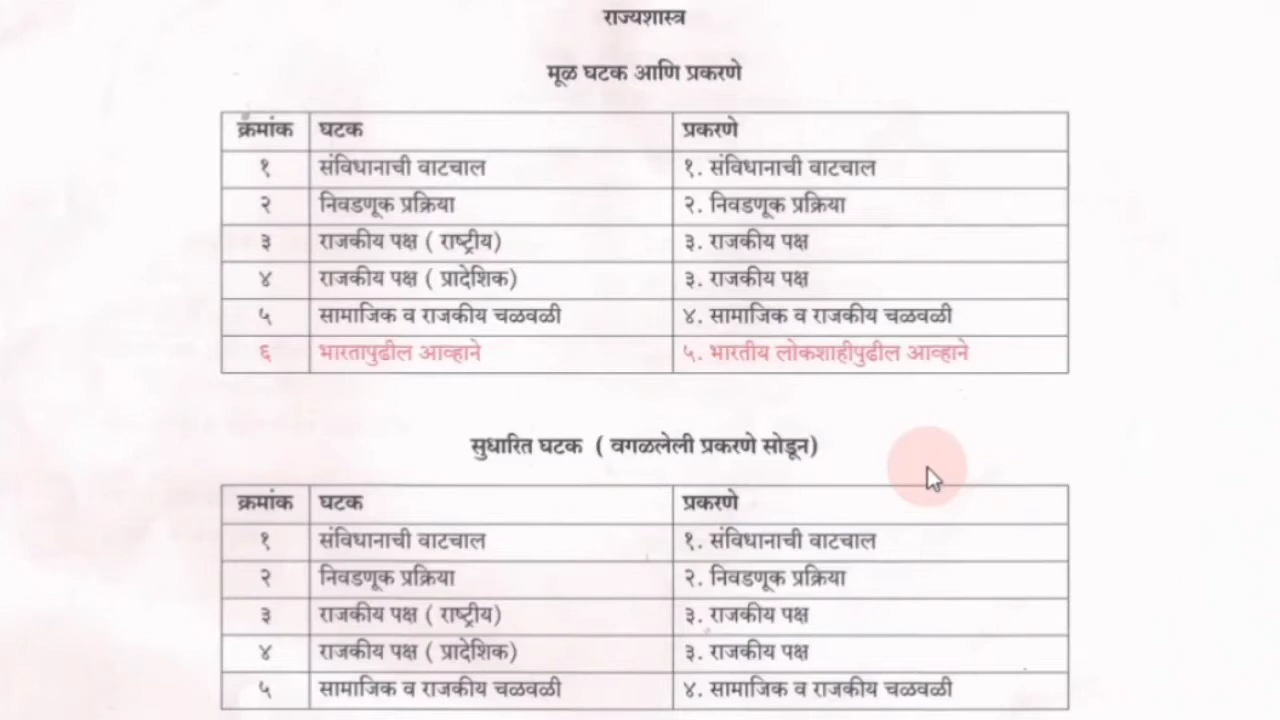 राज्यशास्त्र
मूळ घटक आणि प्रकरणे
क्रमांक घटक प्रकरणे
१ संविधानाची वाटचाल १. संविधानाची वाटचाल
२ निवडणूक प्रक्रिया २. निवडणूक प्रक्रिया
३ राजकीय पक्ष ( राष्ट्रीय) ३. राजकीय पक्ष
४ राजकीय पक्ष ( प्रादेशिक) ३. राजकीय पक्ष
५ सामाजिक व राजकीय चळवळी ४. सामाजिक व राजकीय चळवळी
६ भारतापुढील आव्हाने ५. भारतीय लोकशाहीपुढील आव्हाने
सुधारित घटक ( वगळलेली प्रकरणे सोडून)
क्रमांक घटक प्रकरणे
१ संविधानाची वाटचाल १. संविधानाची वाटचाल
२ निवडणूक प्रक्रिया २. निवडणूक प्रक्रिया
३ राजकीय पक्ष ( राष्ट्रीय) ३. राजकीय पक्ष
४ राजकीय पक्ष ( प्रादेशिक) ३. राजकीय पक्ष
५ सामाजिक व राजकीय चळवळी ४. सामाजिक व राजकीय चळवळी